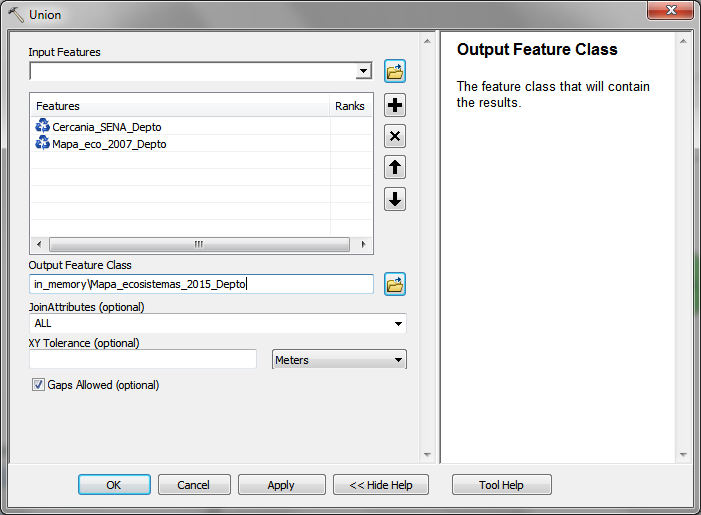 Union
Input Features
Features Ranks
Cercania_SENA_Depto
Mapa_eco_2007_Depto
Output Feature Class
in_memory\Mapa_ecosistemas_2015_Depto
JoinAttributes (optional)
ALL
XY Tolerance (optional)
Meters
Gaps Allowed (optional)
OK Cancel Apply << Hide Help Tool Help
Output Feature Class
The feature class that will contain
the results.